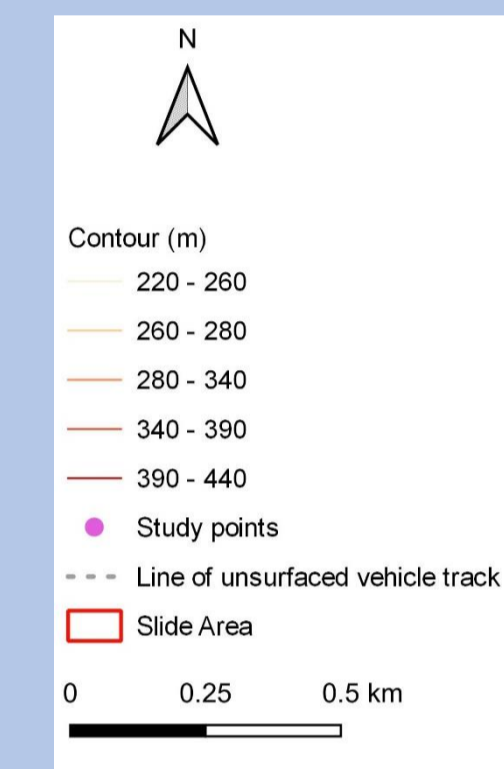 N
Contour (m)
220 - 260
260 - 280
280 - 340
340 - 390
390 - 440
Study points
Line of unsurfaced vehicle track
Slide Area
0 0.25 0.5 km